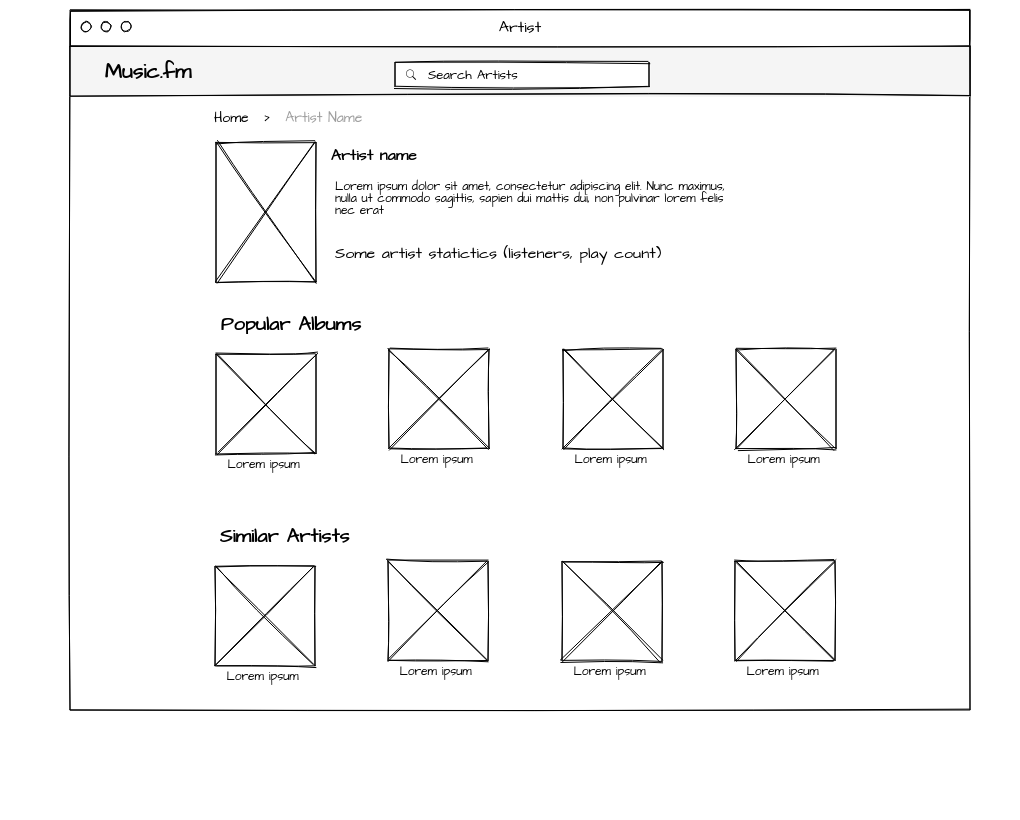 Artist
Music.fm
Search Artists
Home > Artist Name
Artist name
Lorem ipsum dolor sit amet, consectetur adipiscing elit. Nunc maximus,
nulla ut commodo sagittis, sapien dui mattis dui, non pulvinar lorem felis
nec erat
Some artist statictics (listeners, play count)
Popular Albums
Lorem ipsum
Lorem ipsum
Lorem ipsum
Lorem ipsum
Similar Artists
Lorem ipsum
Lorem ipsum
Lorem ipsum
Lorem ipsum